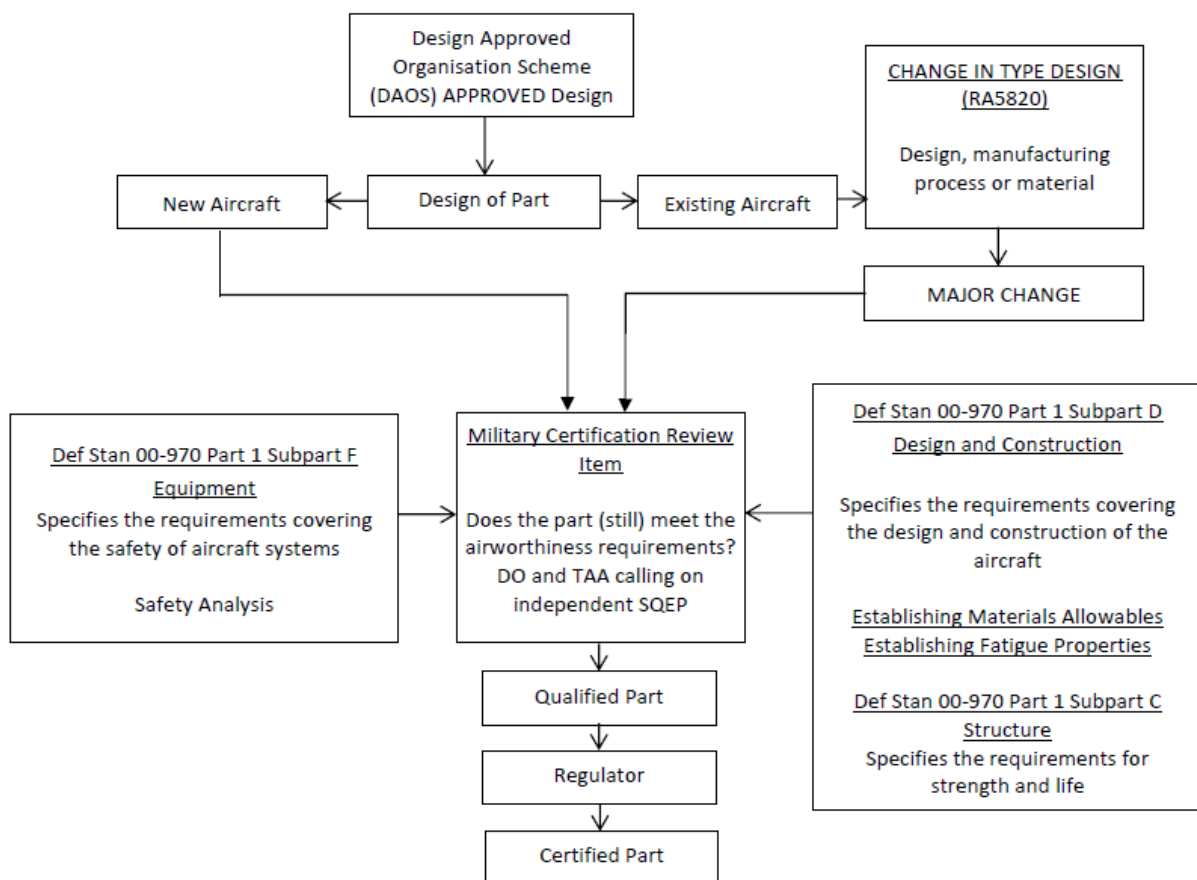 Design Approved
Organisation Scheme
(DAOS) APPROVED Design
CHANGE IN TYPE DESIGN
(RA5820)
Design, manufacturing
process or material
New Aircraft
Design of Part
Existing Aircraft
MAJOR CHANGE
Def Stan 00-970 Part 1 Subpart F
Equipment
Specifies the requirements covering
the safety of aircraft systems
Safety Analysis
Military Certification Review
Item
Does the part (still) meet the
airworthiness requirements?
DO and TAA calling on
independent SQEP
Def Stan 00-970 Part 1 Subpart D
Design and Construction
Specifies the requirements covering
the design and construction of the
aircraft
Establishing Materials Allowables
Establishing Fatigue Properties
Def Stan 00-970 Part 1 Subpart C
Structure
Specifies the requirements for
strength and life
Qualified Part
Regulator
Certified Part